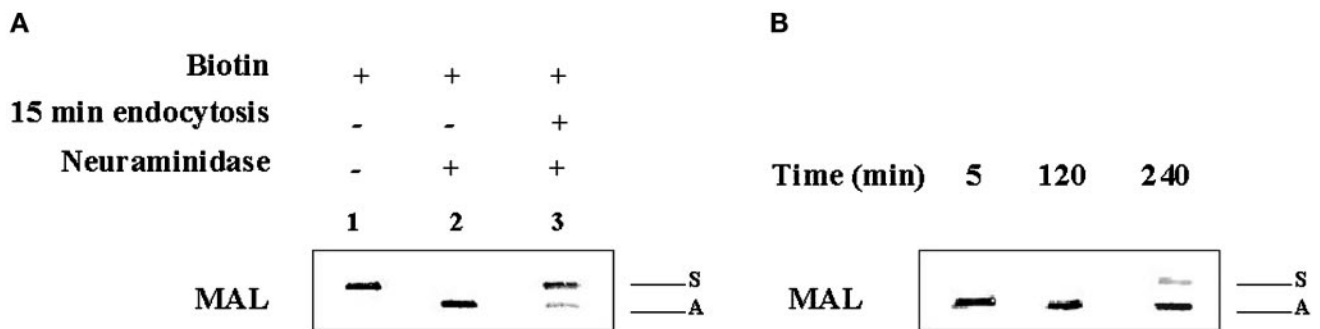 A
Biotin + + +
15 min endocytosis - - +
Neuraminidase - + +
1 2 3
MAL
S
A
B
Time (min) 5 120 240
MAL
S
A